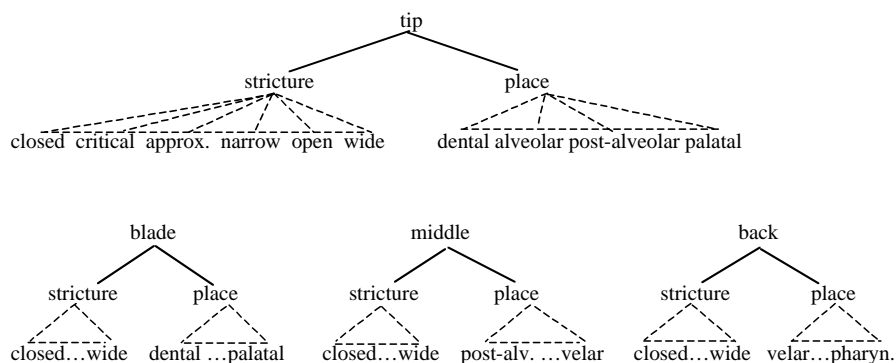 tip
stricture place
closed critical approx. narrow open wide dental alveolar post-alveolar palatal
blade middle back
stricture place stricture place stricture place
closed…wide dental …palatal closed…wide post-alv. …velar closed…wide velar…pharyn.